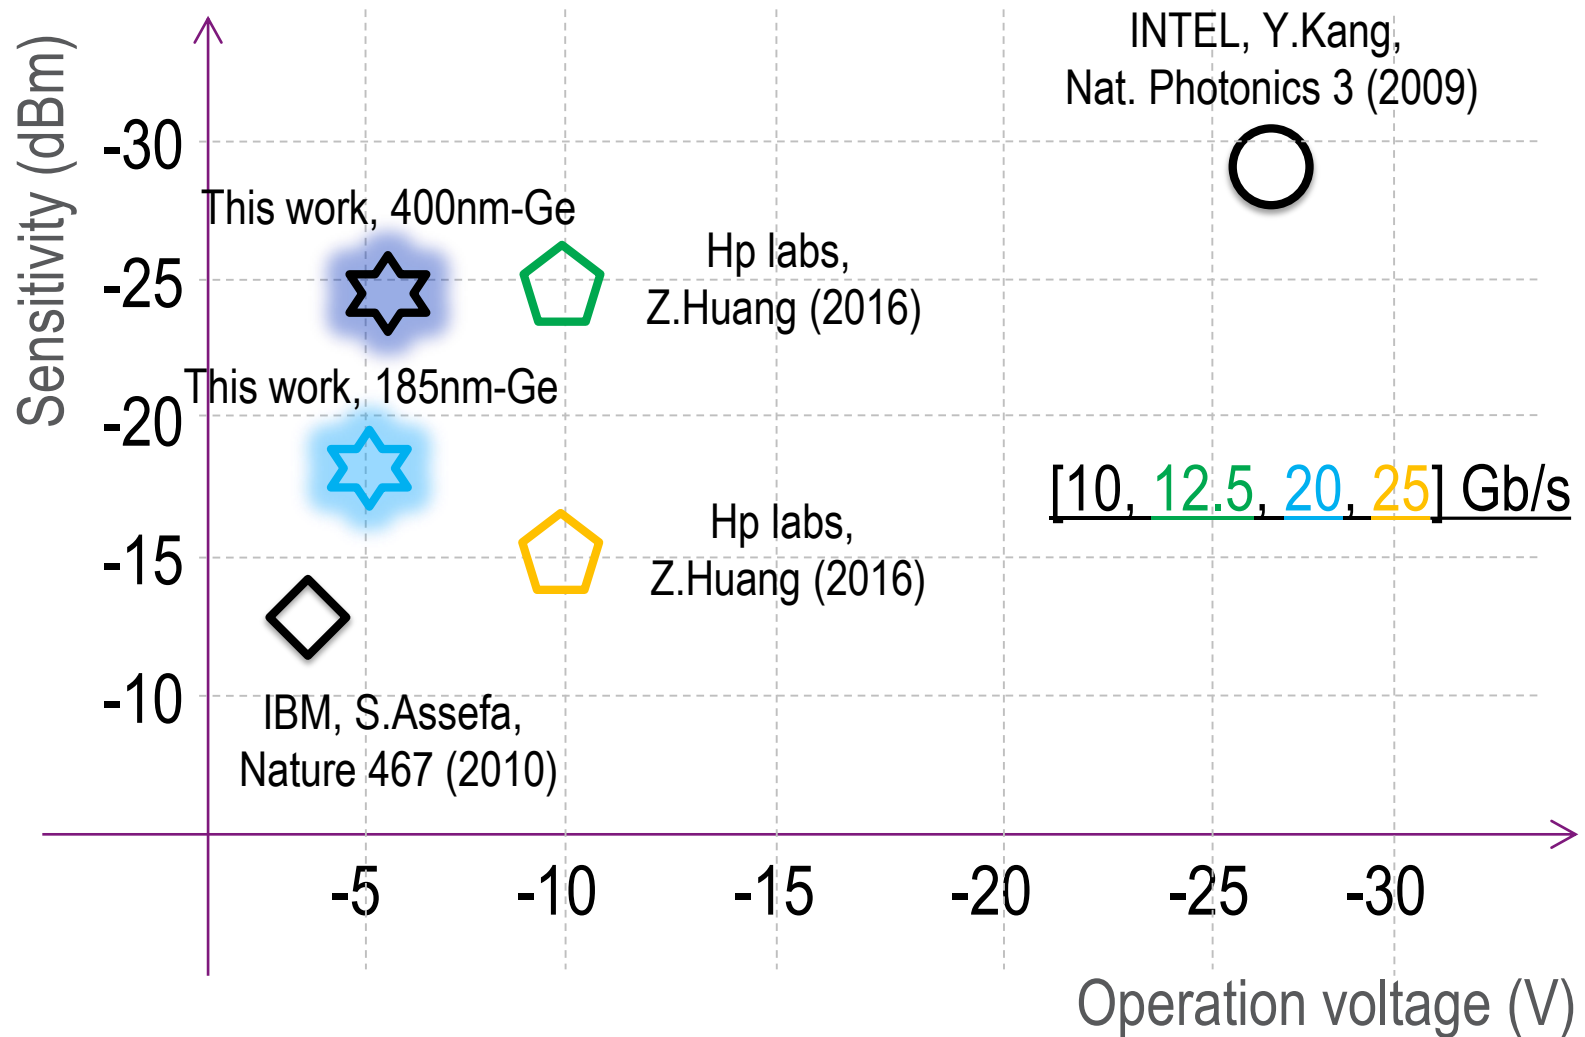 Sensitivity (dBm)
INTEL, Y.Kang,
Nat. Photonics 3 (2009)
-30
This work, 400nm-Ge
Hp labs,
Z.Huang (2016)
-25
This work, 185nm-Ge
-20
[10, 12.5, 20, 25] Gb/s
Hp labs,
Z.Huang (2016)
-15
-10
IBM, S.Assefa,
Nature 467 (2010)
-5 -10 -15 -20 -25 -30
Operation voltage (V)